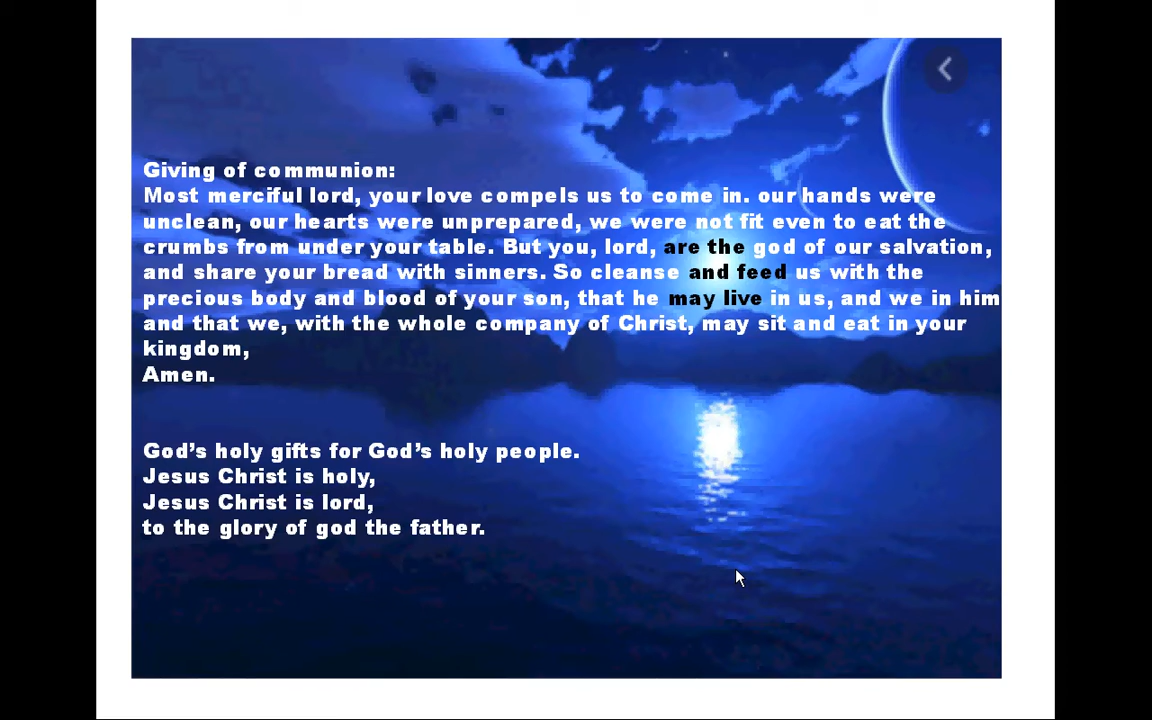 Giving of communion:
Most merciful lord, your love compels us to come in. our hands were
unclean, our hearts were unprepared, we were not fit even to eat the
crumbs from under your table. But you, lord, are the god of our salvation,
and share your bread with sinners. So cleanse and feed us with the
precious body and blood of your son, that he may live in us, and we in him
and that we, with the whole company of Christ, may sit and eat in your
kingdom,
Amen.
God’s holy gifts for God’s holy people.
Jesus Christ is holy,
Jesus Christ is lord,
to the glory of god the father.